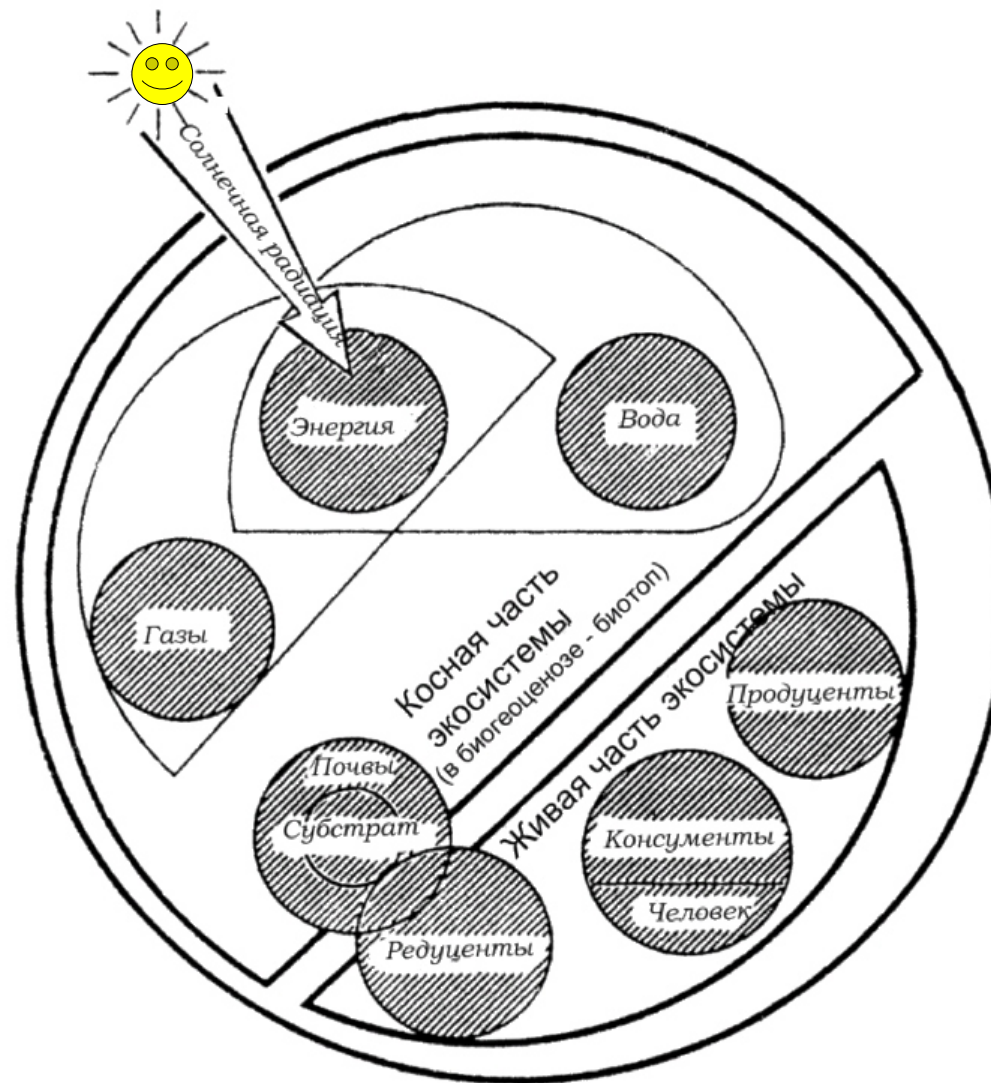 Солнечная радиация
Энергия
Вода
Газы
Косная часть
экосистемы
(в биогеоценозе - биотоп)
Живая часть экосистемы
Продуценты
Почвы
Субстрат
Консументы
Человек
Редуценты